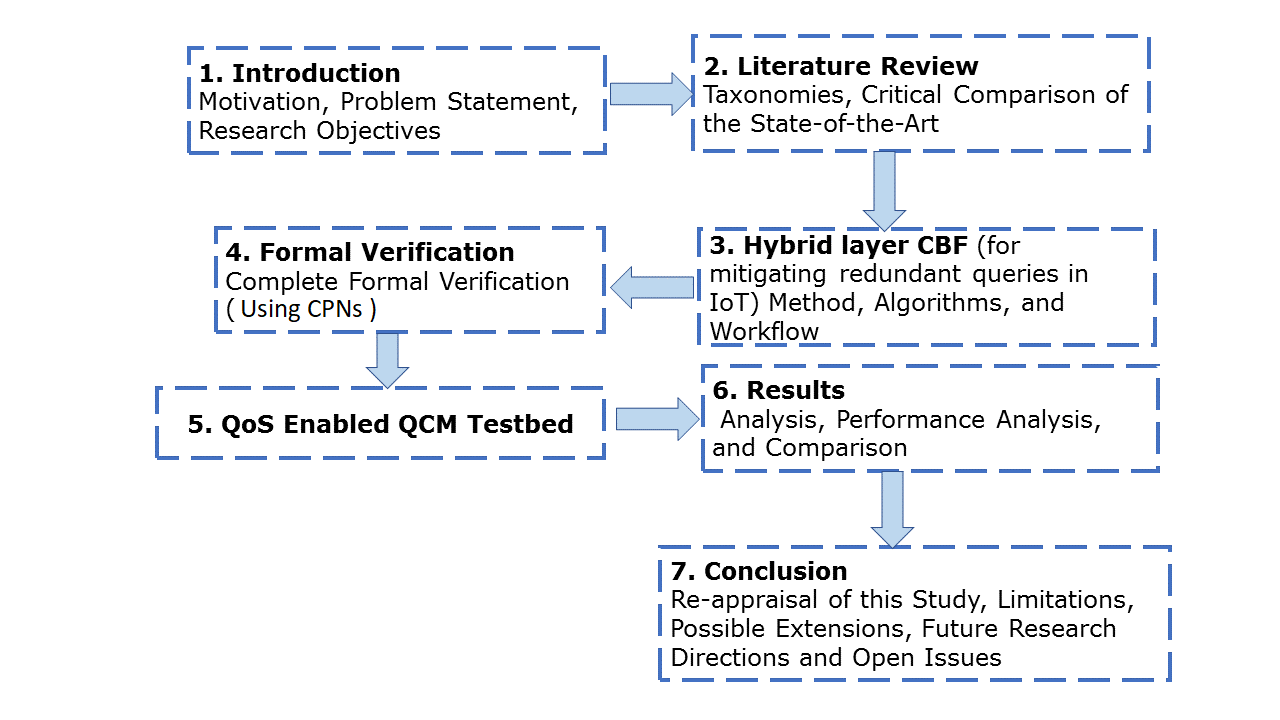 1. Introduction
Motivation, Problem Statement,
Research Objectives
2. Literature Review
Taxonomies, Critical Comparison of
the State-of-the-Art
3. Hybrid layer CBF (for
mitigating redundant queries in
IoT) Method, Algorithms, and
Workflow
4. Formal Verification
Complete Formal Verification
( Using CPNs )
5. QoS Enabled QCM Testbed
6. Results
Analysis, Performance Analysis,
and Comparison
7. Conclusion
Re-appraisal of this Study, Limitations,
Possible Extensions, Future Research
Directions and Open Issues